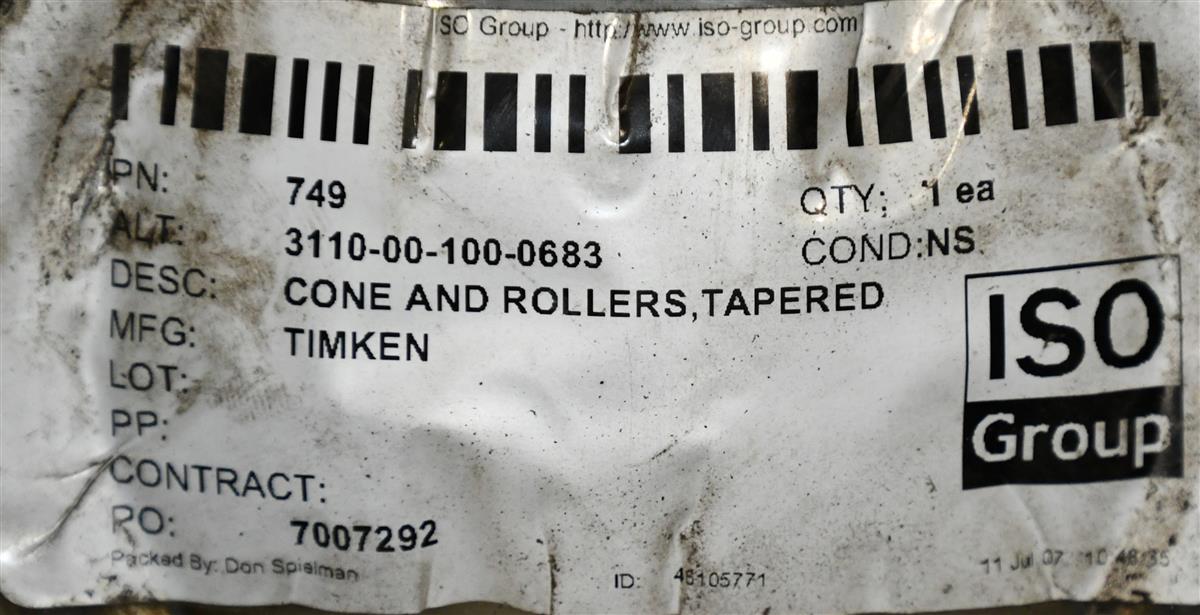 ISO Group - http://www.iso-group.com
PN: 749 QTY: 1 ea
ALT: 3110-00-100-0683 COND:NS
DESC: CONE AND ROLLERS,TAPERED
MFG: TIMKEN
LOT:
PP:
CONTRACT:
RO: 7007292
ISO
Group
Packed By: Don Spielman
ID: 48105771
11 Jul 07 10:48:35